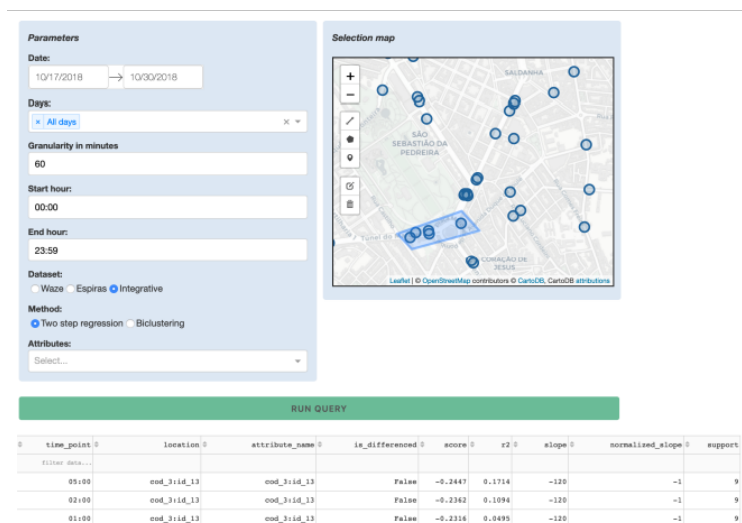 Parameters
Date:
10/17/2018 → 10/30/2018
Days:
× All days × 
Granularity in minutes
60
Start hour:
00:00
End hour:
23:59
Dataset:
Waze Espiras Integrative
Method:
Two step regression Biclustering
Attributes:
Select...
Selection map
+
−
SALDANHA
SÃO
SEBASTIÃO DA
PEDREIRA
Túnel do
CORAÇÃO DE
JESUS
Leaflet | © OpenStreetMap contributors © CartoDB, CartoDB attributions
RUN QUERY
time_point location attribute_name is_differenced score r2 slope normalized_slope support
filter data...
05:00 cod_3:id_13 cod_3:id_13 False -0.2447 0.1714 -120 -1 9
02:00 cod_3:id_13 cod_3:id_13 False -0.2362 0.1094 -120 -1 9
01:00 cod_3:id_13 cod_3:id_13 False -0.2316 0.0495 -120 -1 9